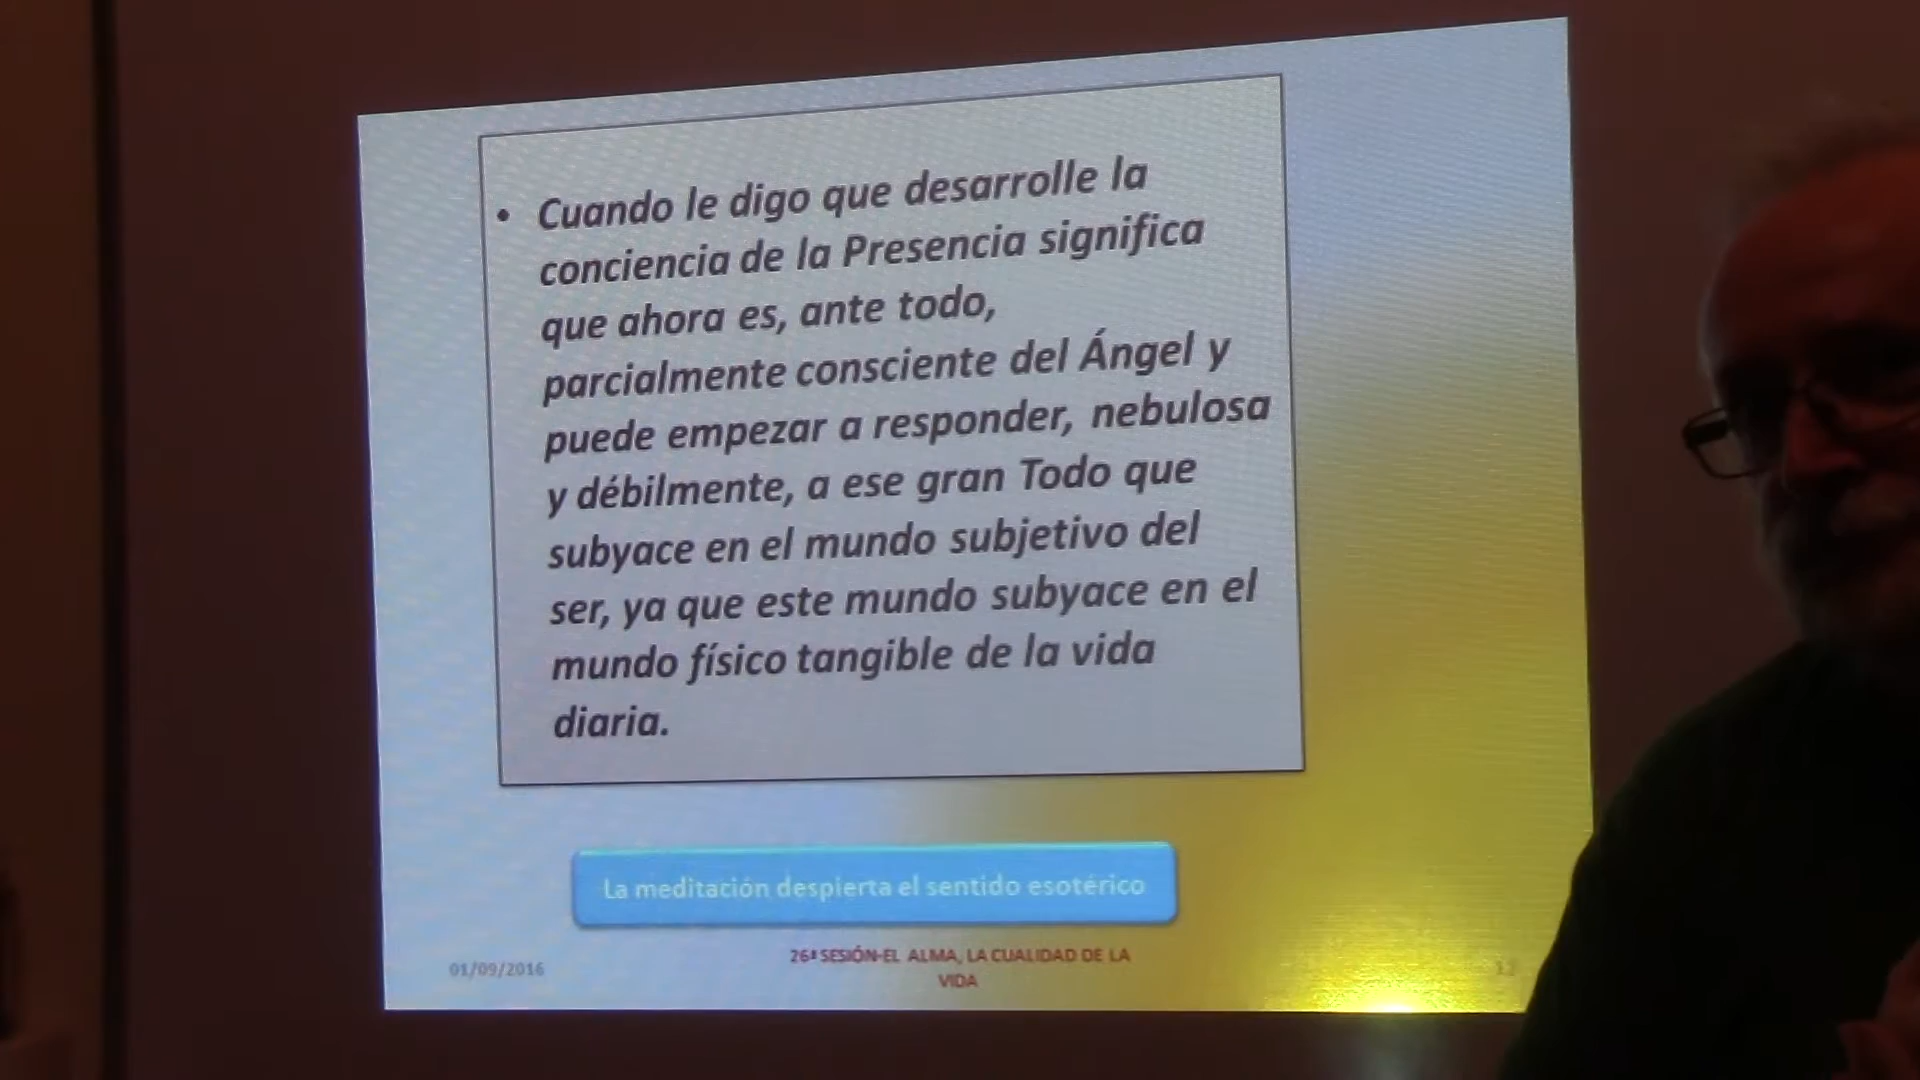 • Cuando le digo que desarrolle la
conciencia de la Presencia significa
que ahora es, ante todo,
parcialmente consciente del Ángel y
puede empezar a responder, nebulosa
y débilmente, a ese gran Todo que
subyace en el mundo subjetivo del
ser, ya que este mundo subyace en el
mundo físico tangible de la vida
diaria.
La meditación despierta el sentido esotérico
01/09/2016
26ª SESIÓN-EL ALMA, LA CUALIDAD DE LA
VIDA